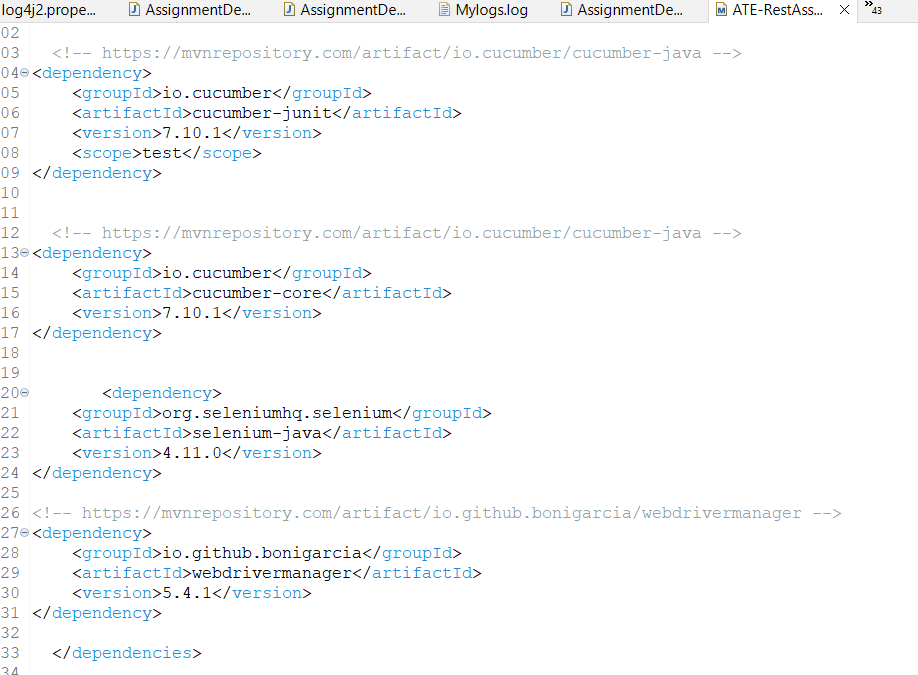 log4j2.prope... AssignmentDe... AssignmentDe... Mylogs.log AssignmentDe... ATE-RestAss... 43
02
03 <!-- https://mvnrepository.com/artifact/io.cucumber/cucumber-java -->
04 <dependency>
05 <groupId>io.cucumber</groupId>
06 <artifactId>cucumber-junit</artifactId>
07 <version>7.10.1</version>
08 <scope>test</scope>
09 </dependency>
10
11
12 <!-- https://mvnrepository.com/artifact/io.cucumber/cucumber-java -->
13 <dependency>
14 <groupId>io.cucumber</groupId>
15 <artifactId>cucumber-core</artifactId>
16 <version>7.10.1</version>
17 </dependency>
18
19
20 <dependency>
21 <groupId>org.seleniumhq.selenium</groupId>
22 <artifactId>selenium-java</artifactId>
23 <version>4.11.0</version>
24 </dependency>
25
26 <!-- https://mvnrepository.com/artifact/io.github.bonigarcia/webdrivermanager -->
27 <dependency>
28 <groupId>io.github.bonigarcia</groupId>
29 <artifactId>webdrivermanager</artifactId>
30 <version>5.4.1</version>
31 </dependency>
32
33 </dependencies>
34